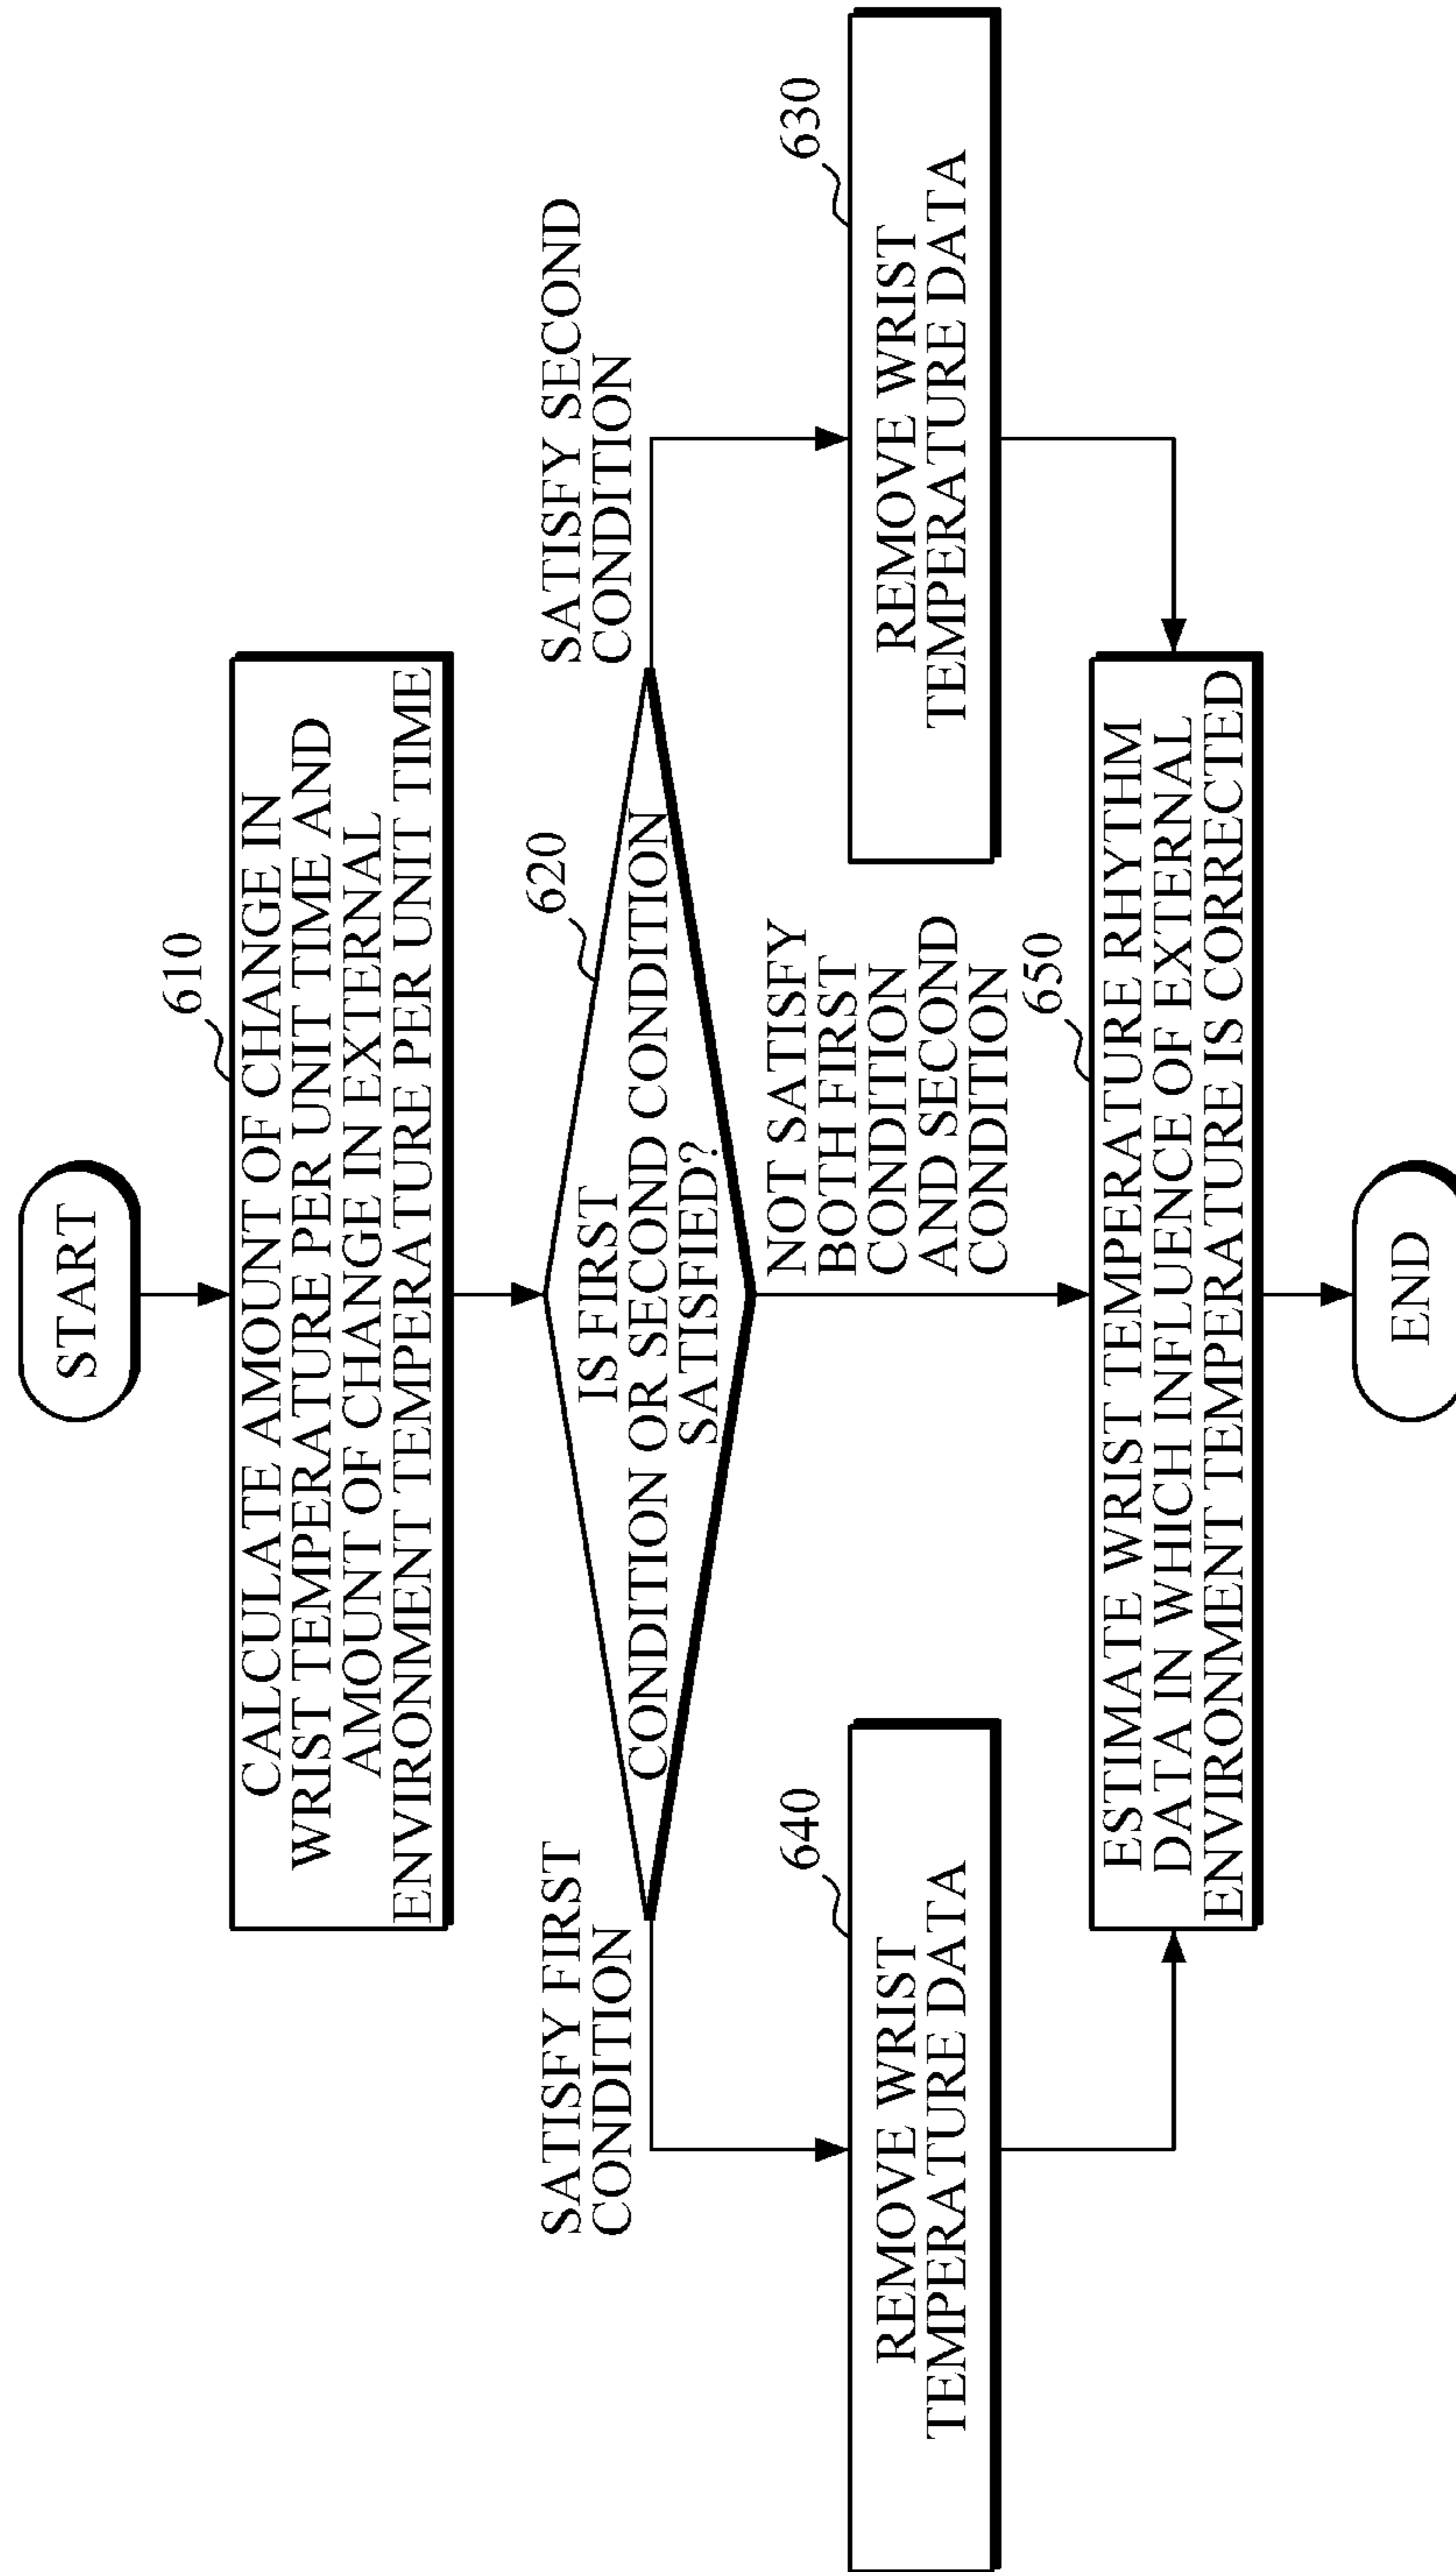 START
610
CALCULATE AMOUNT OF CHANGE IN
WRIST TEMPERATURE PER UNIT TIME AND
AMOUNT OF CHANGE IN EXTERNAL
ENVIRONMENT TEMPERATURE PER UNIT TIME
620
IS FIRST
CONDITION OR SECOND CONDITION
SATISFIED?
SATISFY FIRST
CONDITION
SATISFY SECOND
CONDITION
NOT SATISFY
BOTH FIRST
CONDITION
AND SECOND
CONDITION
640
REMOVE WRIST
TEMPERATURE DATA
630
REMOVE WRIST
TEMPERATURE DATA
650
ESTIMATE WRIST TEMPERATURE RHYTHM
DATA IN WHICH INFLUENCE OF EXTERNAL
ENVIRONMENT TEMPERATURE IS CORRECTED
END